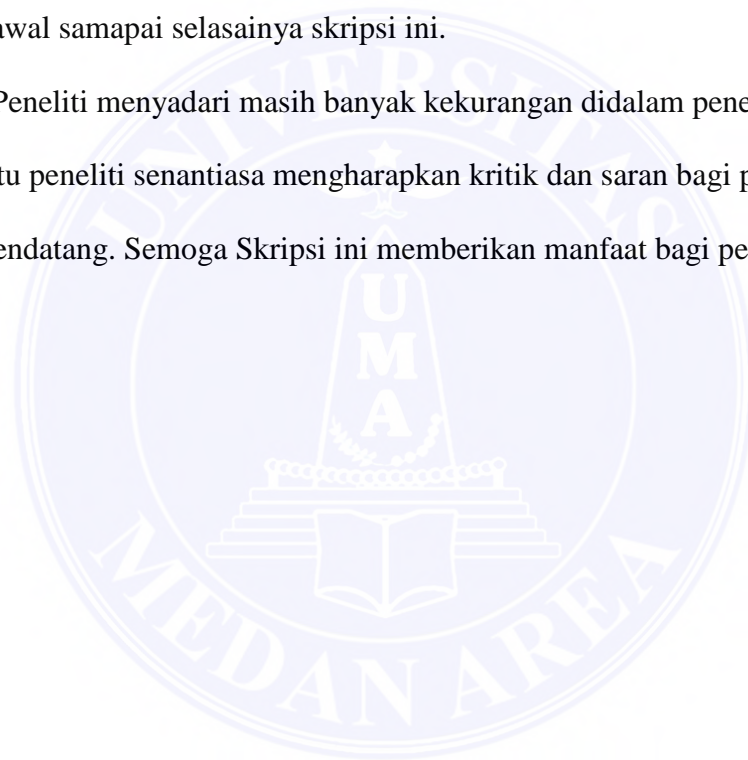 awal samapai selasainya skripsi ini.
Peneliti menyadari masih banyak kekurangan didalam pene
tu peneliti senantiasa mengharapkan kritik dan saran bagi p
endatang. Semoga Skripsi ini memberikan manfaat bagi pe
UNIVERSITAS
U
M
A
MEDAN AREA